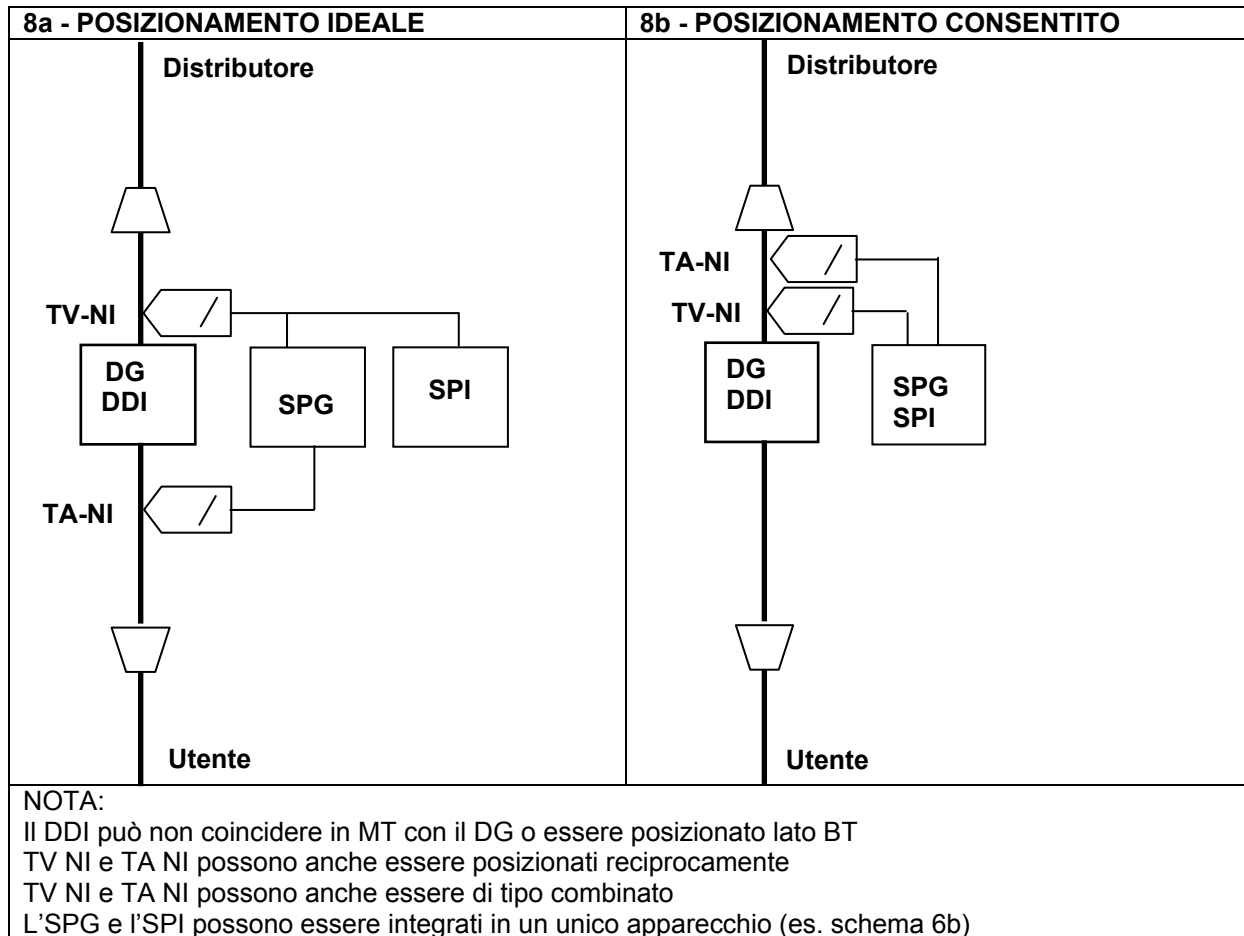 8a - POSIZIONAMENTO IDEALE
Distributore
TV-NI
DG
DDI
SPG
SPI
TA-NI
Utente
8b - POSIZIONAMENTO CONSENTITO
Distributore
TA-NI
TV-NI
DG
DDI
SPG
SPI
Utente
NOTA:
Il DDI può non coincidere in MT con il DG o essere posizionato lato BT
TV NI e TA NI possono anche essere posizionati reciprocamente
TV NI e TA NI possono anche essere di tipo combinato
L'SPG e l'SPI possono essere integrati in un unico apparecchio (es. schema 6b)